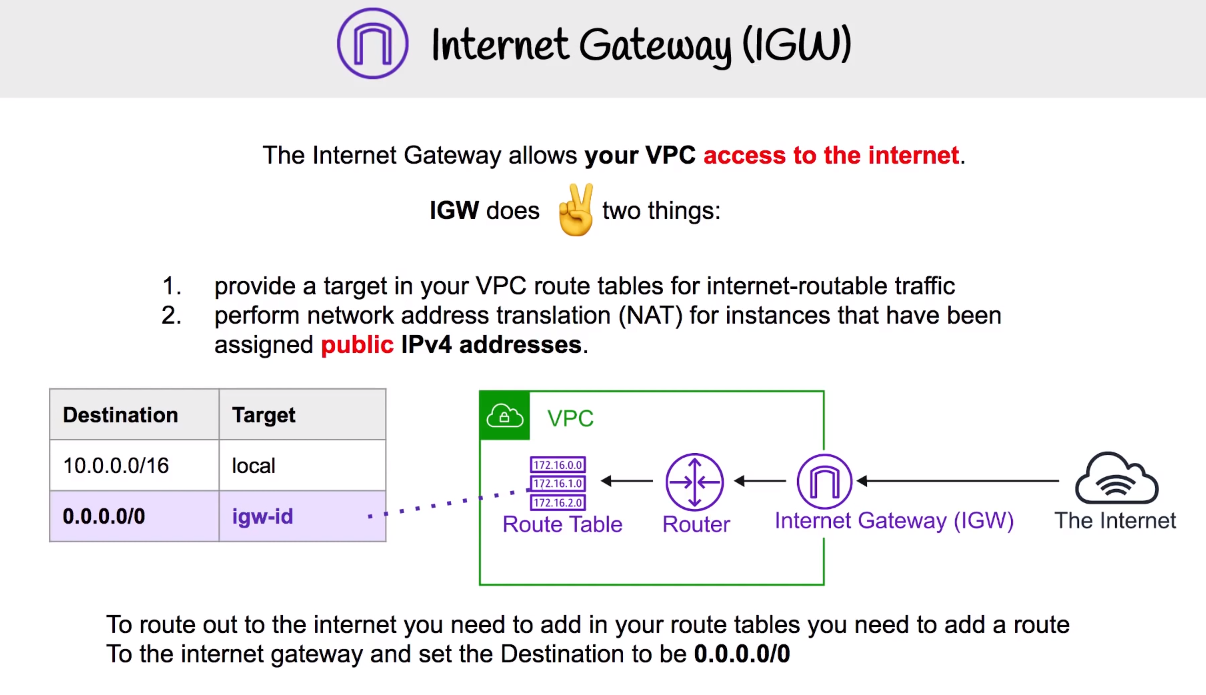 Internet Gateway (IGW)
The Internet Gateway allows your VPC access to the internet.
IGW does ✌️ two things:
1. provide a target in your VPC route tables for internet-routable traffic
2. perform network address translation (NAT) for instances that have been
assigned public IPv4 addresses.
Destination Target
10.0.0.0/16 local
0.0.0.0/0 igw-id
VPC
172.16.0.0
172.16.1.0
172.16.2.0
Route Table
Router
Internet Gateway (IGW)
The Internet
To route out to the internet you need to add in your route tables you need to add a route
To the internet gateway and set the Destination to be 0.0.0.0/0